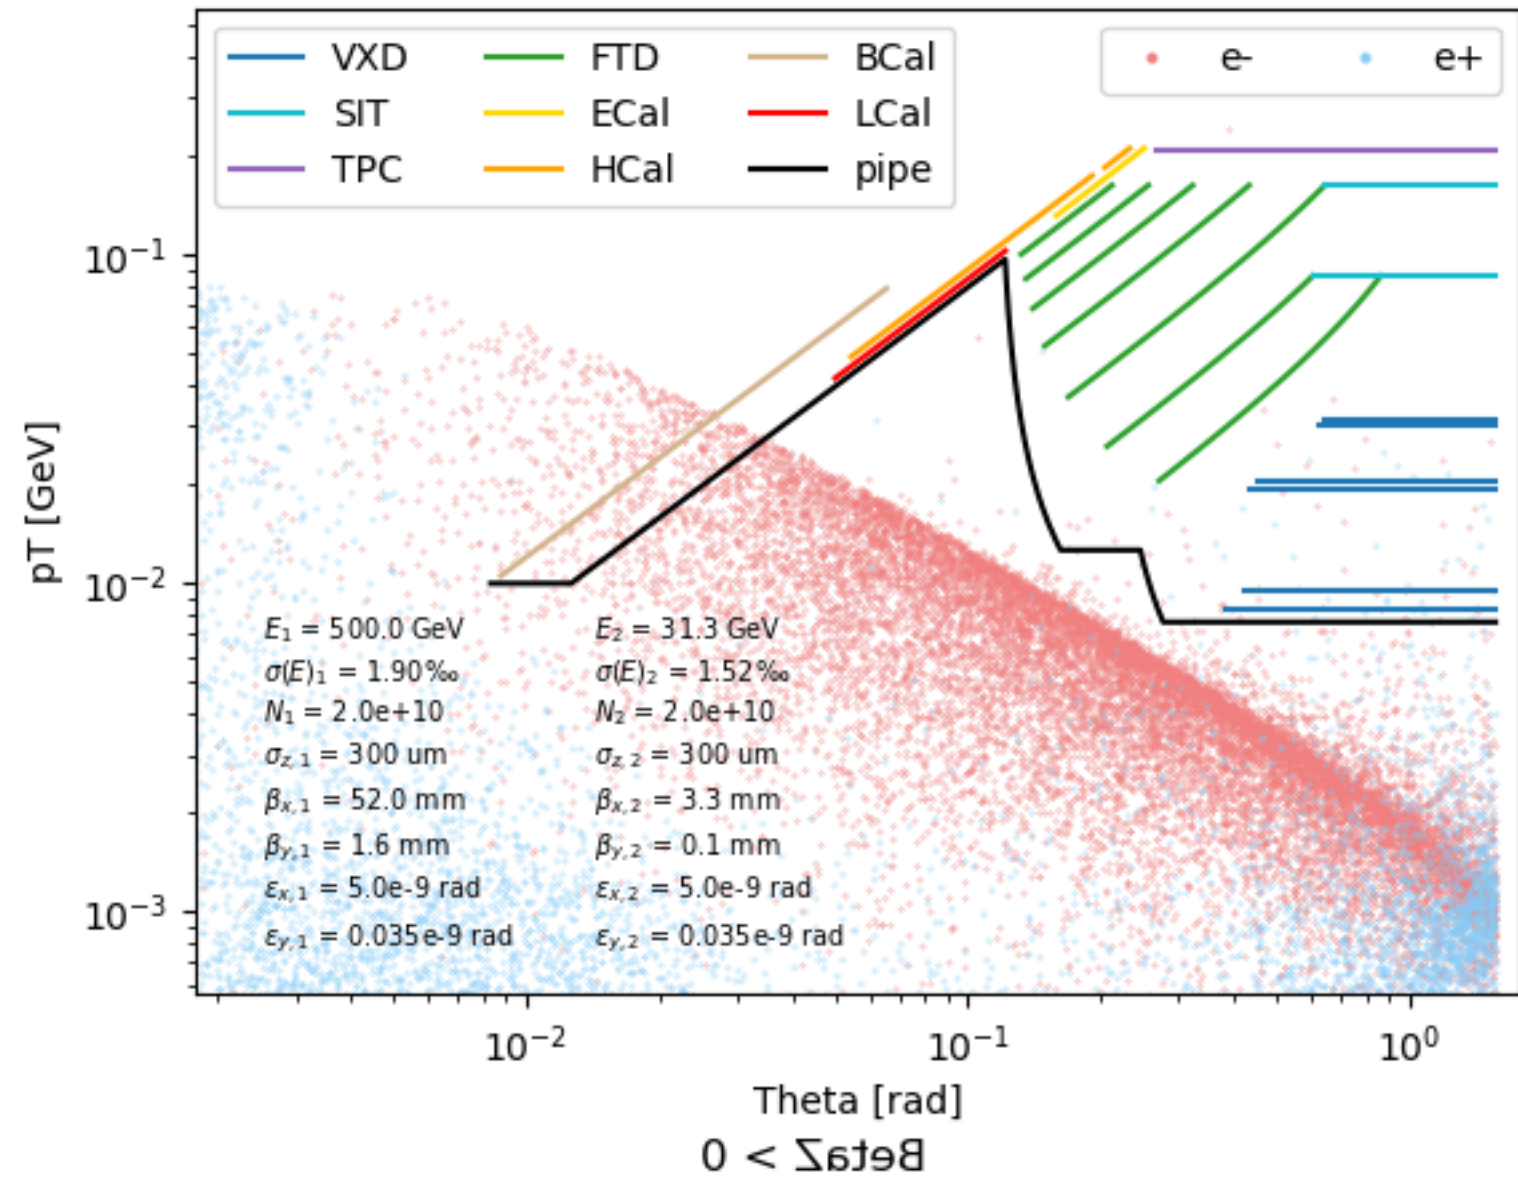 VXD FTD BCal e- e+
SIT ECal LCal
TPC HCal pipe
10⁻¹
pT [GeV]
10⁻²
E₁ = 500.0 GeV E₂ = 31.3 GeV
σ(E)₁ = 1.90‰ σ(E)₂ = 1.52‰
N₁ = 2.0e+10 N₂ = 2.0e+10
σz,1 = 300 um σz,2 = 300 um
βx,1 = 52.0 mm βx,2 = 3.3 mm
βy,1 = 1.6 mm βy,2 = 0.1 mm
εx,1 = 5.0e-9 rad εx,2 = 5.0e-9 rad
εy,1 = 0.035e-9 rad εy,2 = 0.035e-9 rad
10⁻³
10⁻² 10⁻¹ 10⁰
Theta [rad]
BetaZ > 0